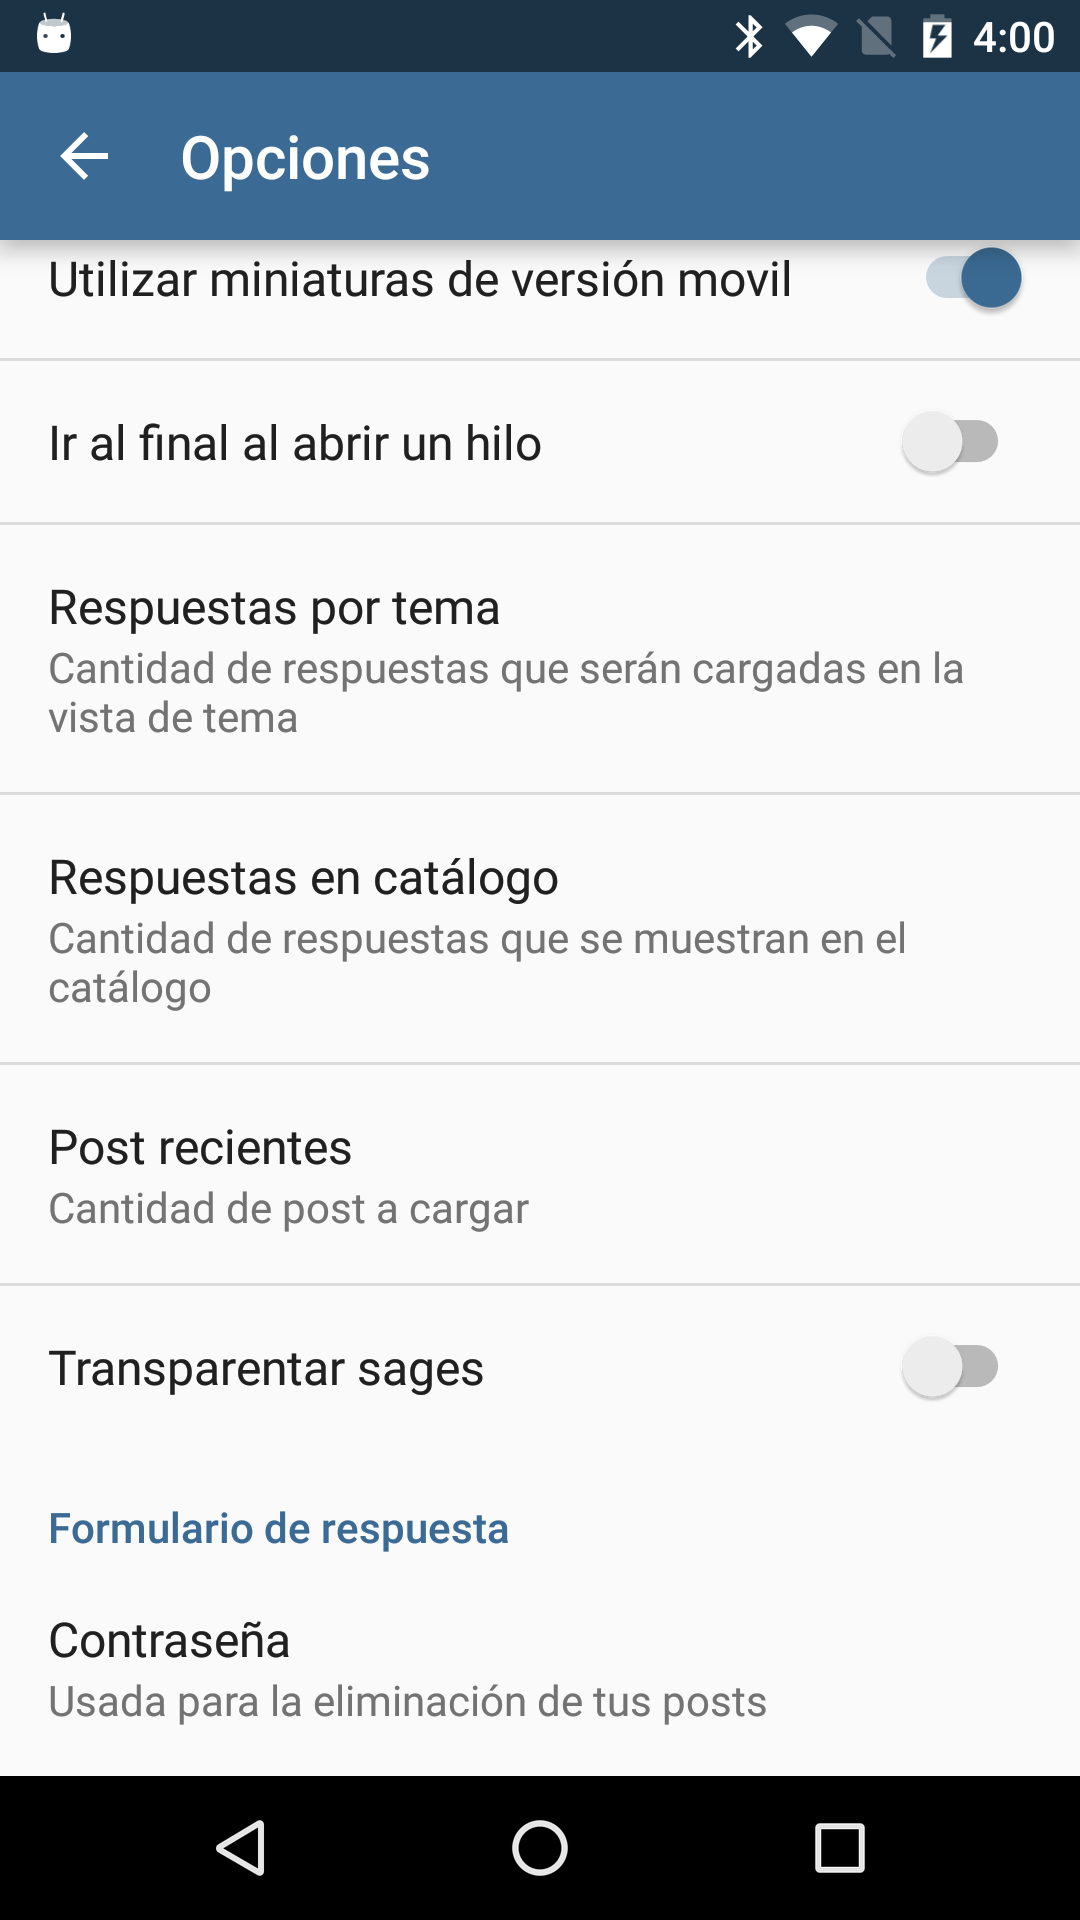 4:00
Opciones
Utilizar miniaturas de versión movil
Ir al final al abrir un hilo
Respuestas por tema
Cantidad de respuestas que serán cargadas en la
vista de tema
Respuestas en catálogo
Cantidad de respuestas que se muestran en el
catálogo
Post recientes
Cantidad de post a cargar
Transparentar sages
Formulario de respuesta
Contraseña
Usada para la eliminación de tus posts